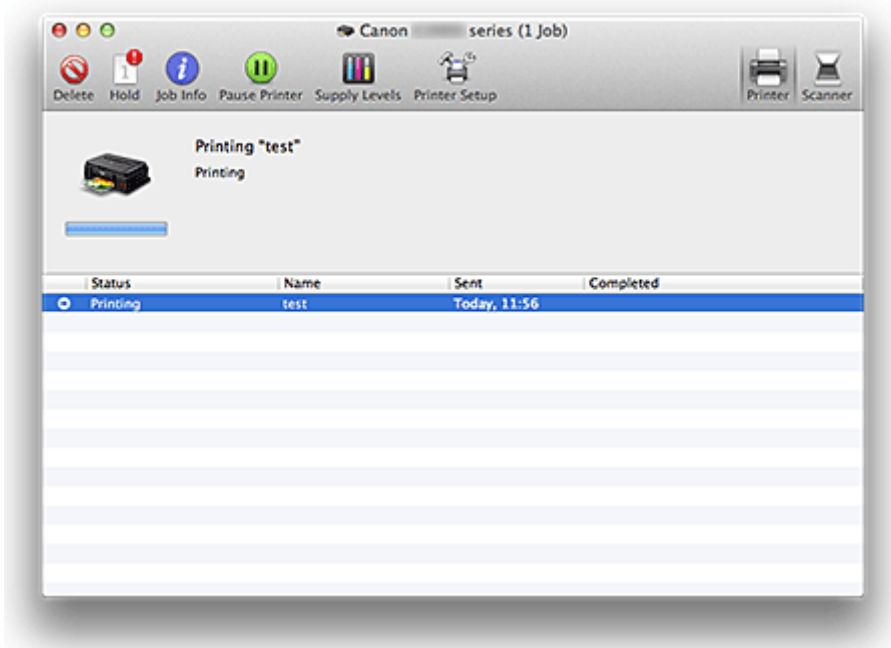 Canon series (1 Job)
1
i
Delete Hold Job Info Pause Printer Supply Levels Printer Setup Printer Scanner
Printing "test"
Printing
Status Name Sent Completed
Printing test Today, 11:56